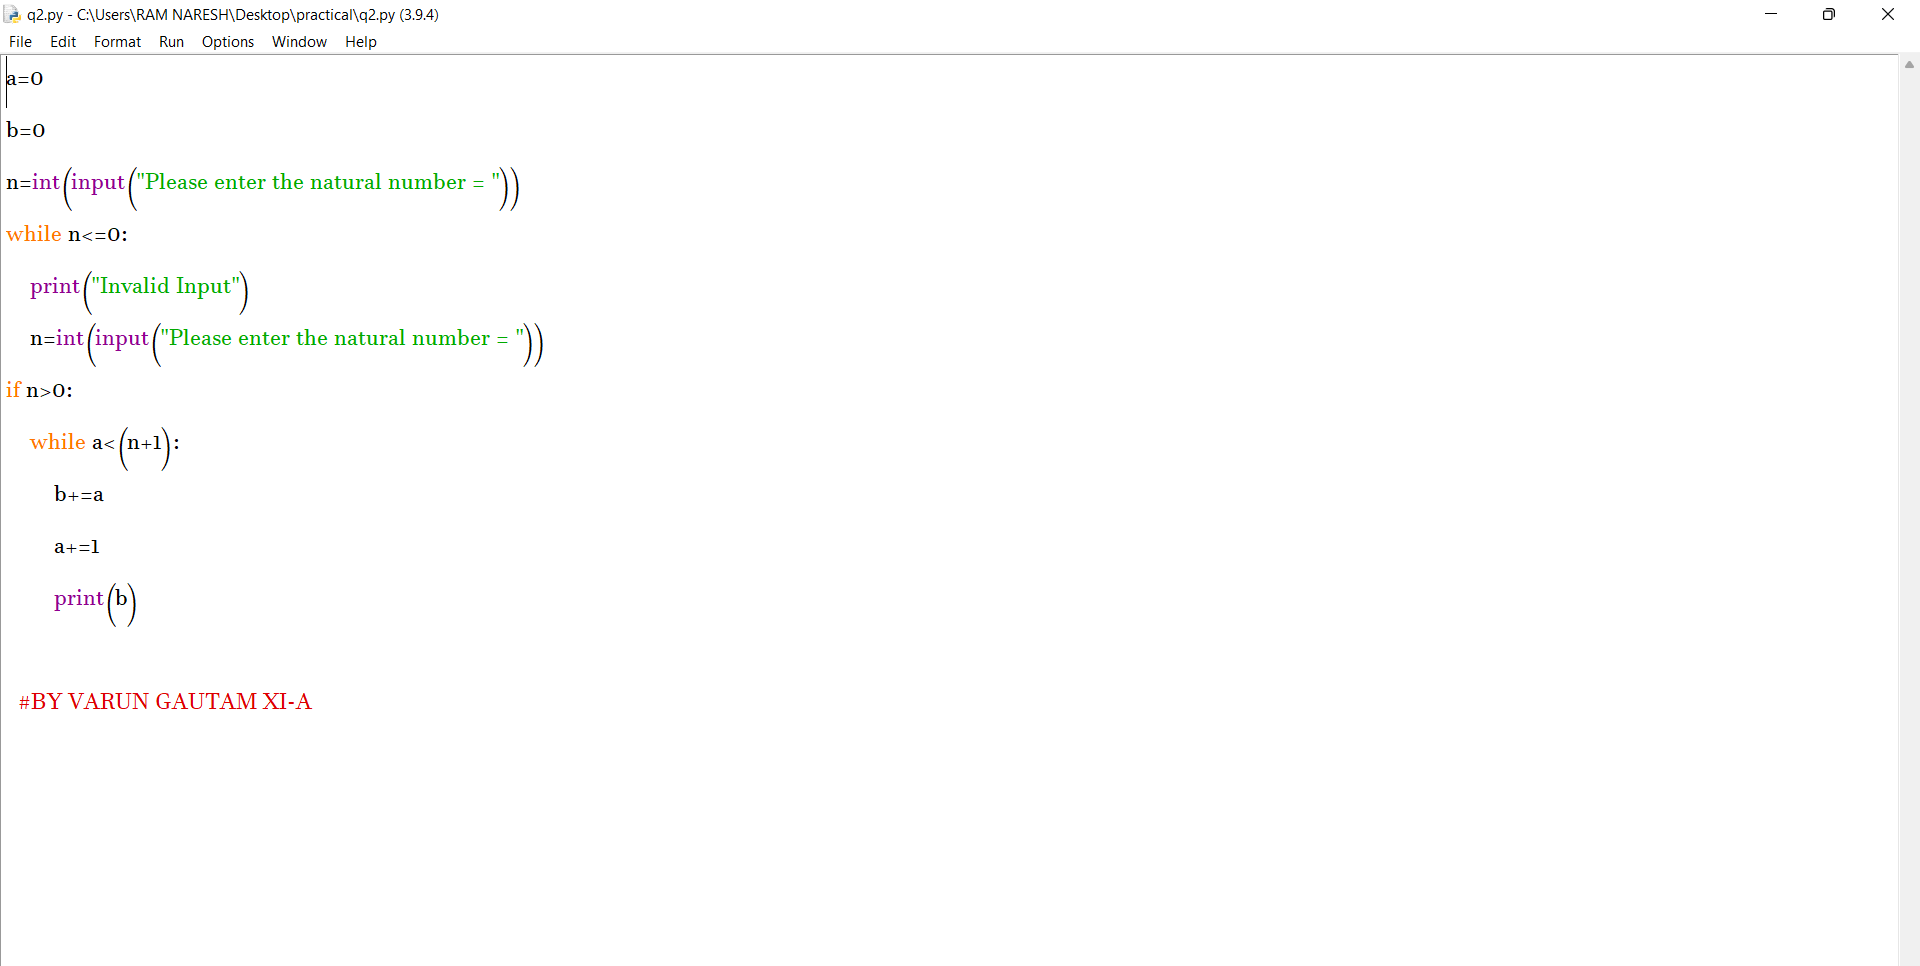 q2.py - C:\Users\RAM NARESH\Desktop\practical\q2.py (3.9.4)
File Edit Format Run Options Window Help
a=0
b=0
n=int(input("Please enter the natural number = "))
while n<=0:
    print("Invalid Input")
    n=int(input("Please enter the natural number = "))
if n>0:
    while a<(n+1):
        b+=a
        a+=1
        print(b)
  #BY VARUN GAUTAM XI-A